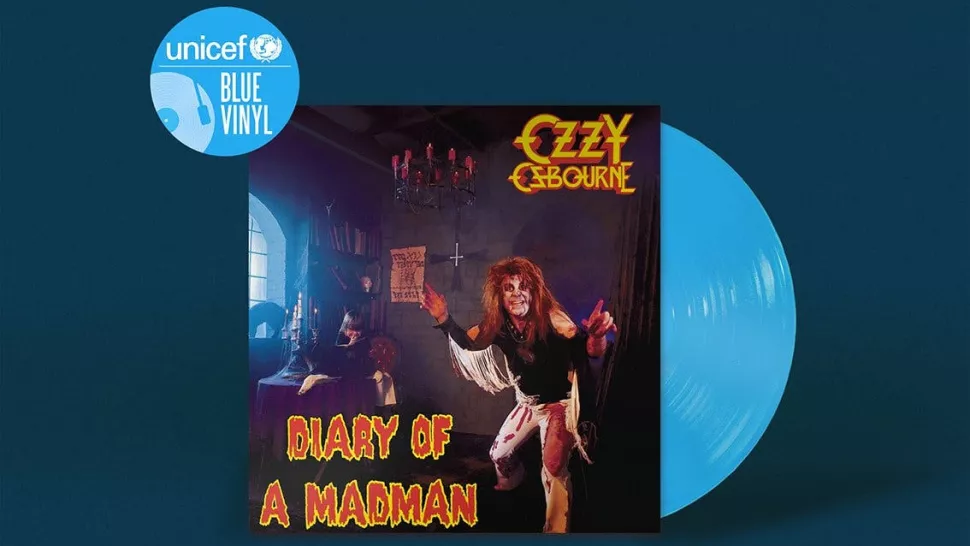 unicef
BLUE
VINYL
OZZY
OSBOURNE
DIARY OF
A MADMAN